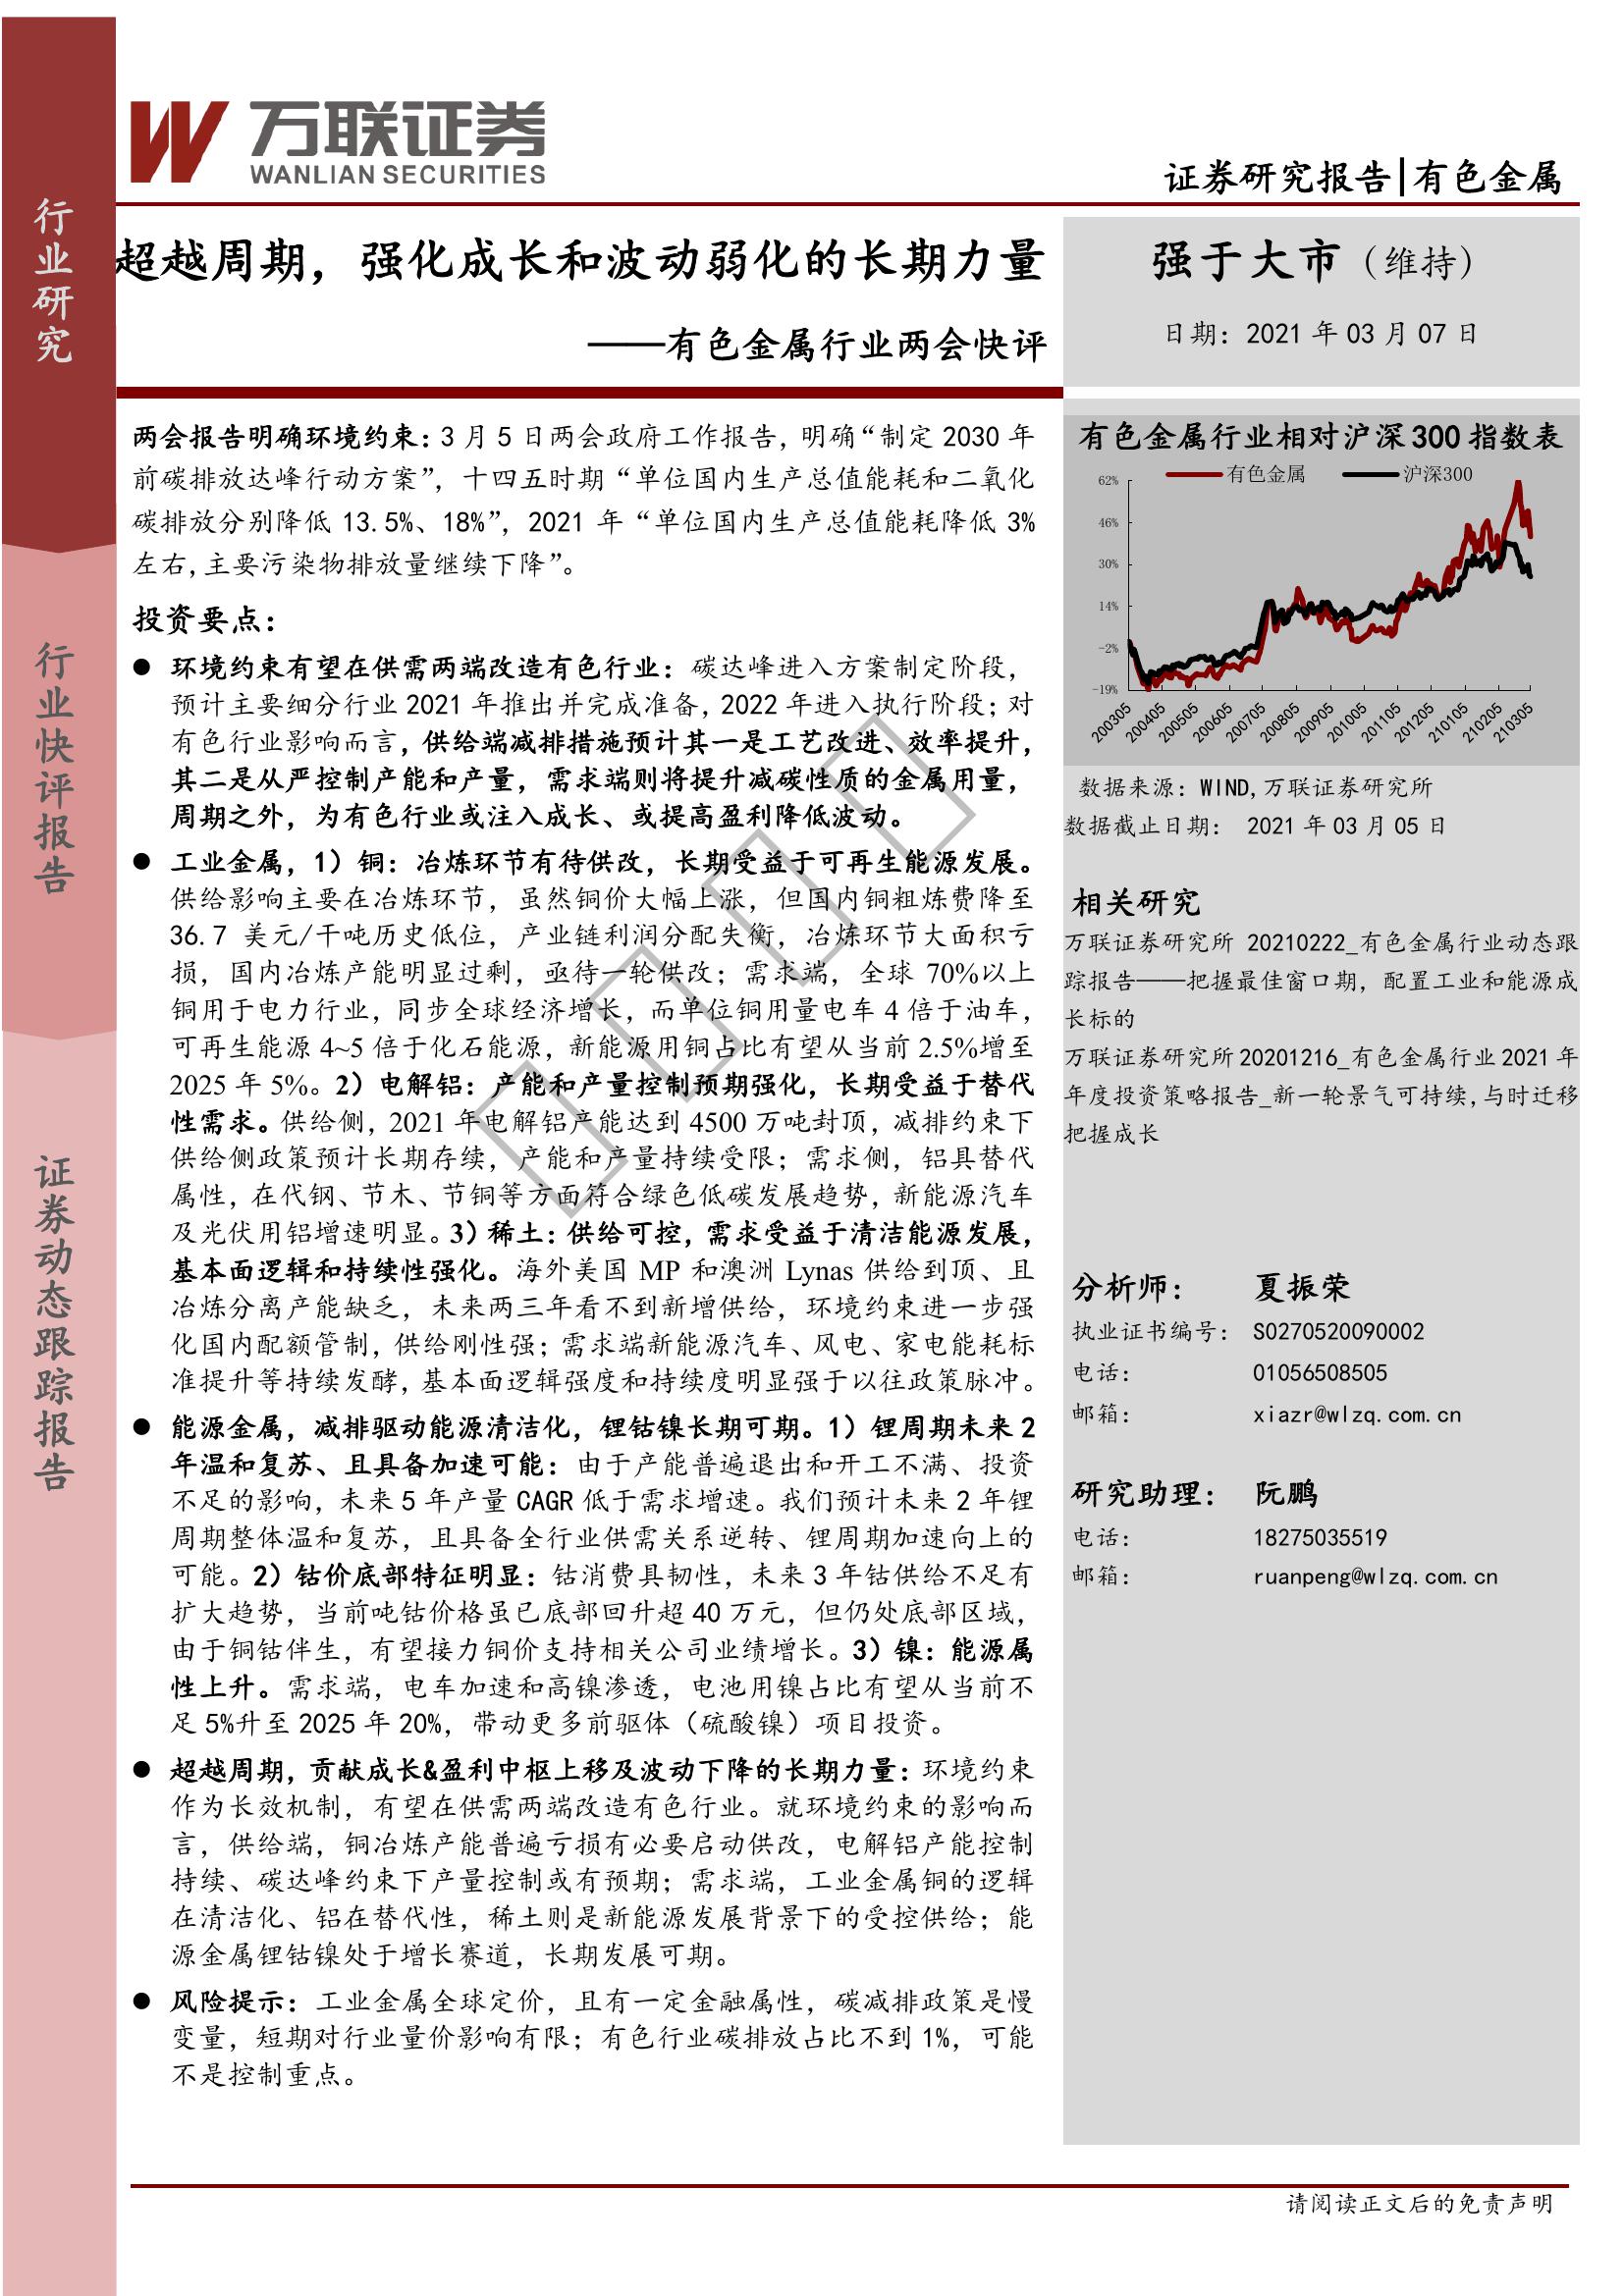 行业研究
行业快评报告
证券动态跟踪报告
万联证券
WANLIAN SECURITIES
证券研究报告|有色金属
超越周期，强化成长和波动弱化的长期力量
——有色金属行业两会快评
强于大市（维持）
日期：2021 年 03 月 07 日
两会报告明确环境约束：3 月 5 日两会政府工作报告，明确“制定 2030 年
前碳排放达峰行动方案”，十四五时期“单位国内生产总值能耗和二氧化
碳排放分别降低 13.5%、18%”，2021 年“单位国内生产总值能耗降低 3%
左右,主要污染物排放量继续下降”。
投资要点：
● 环境约束有望在供需两端改造有色行业：碳达峰进入方案制定阶段，
预计主要细分行业 2021 年推出并完成准备，2022 年进入执行阶段；对
有色行业影响而言，供给端减排措施预计其一是工艺改进、效率提升，
其二是从严控制产能和产量，需求端则将提升减碳性质的金属用量，
周期之外，为有色行业或注入成长、或提高盈利降低波动。
● 工业金属，1）铜：冶炼环节有待供改，长期受益于可再生能源发展。
供给影响主要在冶炼环节，虽然铜价大幅上涨，但国内铜粗炼费降至
36.7 美元/干吨历史低位，产业链利润分配失衡，冶炼环节大面积亏
损，国内冶炼产能明显过剩，亟待一轮供改；需求端，全球 70%以上
铜用于电力行业，同步全球经济增长，而单位铜用量电车 4 倍于油车，
可再生能源 4~5 倍于化石能源，新能源用铜占比有望从当前 2.5%增至
2025 年 5%。2）电解铝：产能和产量控制预期强化，长期受益于替代
性需求。供给侧，2021 年电解铝产能达到 4500 万吨封顶，减排约束下
供给侧政策预计长期存续，产能和产量持续受限；需求侧，铝具替代
属性，在代钢、节木、节铜等方面符合绿色低碳发展趋势，新能源汽车
及光伏用铝增速明显。3）稀土：供给可控，需求受益于清洁能源发展，
基本面逻辑和持续性强化。海外美国 MP 和澳洲 Lynas 供给到顶、且
冶炼分离产能缺乏，未来两三年看不到新增供给，环境约束进一步强
化国内配额管制，供给刚性强；需求端新能源汽车、风电、家电能耗标
准提升等持续发酵，基本面逻辑强度和持续度明显强于以往政策脉冲。
● 能源金属，减排驱动能源清洁化，锂钴镍长期可期。1）锂周期未来 2
年温和复苏、且具备加速可能：由于产能普遍退出和开工不满、投资
不足的影响，未来 5 年产量 CAGR 低于需求增速。我们预计未来 2 年锂
周期整体温和复苏，且具备全行业供需关系逆转、锂周期加速向上的
可能。2）钴价底部特征明显：钴消费具韧性，未来 3 年钴供给不足有
扩大趋势，当前吨钴价格虽已底部回升超 40 万元，但仍处底部区域，
由于铜钴伴生，有望接力铜价支持相关公司业绩增长。3）镍：能源属
性上升。需求端，电车加速和高镍渗透，电池用镍占比有望从当前不
足 5%升至 2025 年 20%，带动更多前驱体（硫酸镍）项目投资。
● 超越周期，贡献成长&盈利中枢上移及波动下降的长期力量：环境约束
作为长效机制，有望在供需两端改造有色行业。就环境约束的影响而
言，供给端，铜冶炼产能普遍亏损有必要启动供改，电解铝产能控制
持续、碳达峰约束下产量控制或有预期；需求端，工业金属铜的逻辑
在清洁化、铝在替代性，稀土则是新能源发展背景下的受控供给；能
源金属锂钴镍处于增长赛道，长期发展可期。
● 风险提示：工业金属全球定价，且有一定金融属性，碳减排政策是慢
变量，短期对行业量价影响有限；有色行业碳排放占比不到 1%，可能
不是控制重点。
有色金属行业相对沪深 300 指数表
有色金属 沪深300
62%
46%
30%
14%
-2%
-19%
200305 200405 200505 200605 200705 200805 200905 201005 201105 201205 210105 210205 210305
数据来源：WIND,万联证券研究所
数据截止日期： 2021 年 03 月 05 日
相关研究
万联证券研究所 20210222_有色金属行业动态跟
踪报告——把握最佳窗口期，配置工业和能源成
长标的
万联证券研究所 20201216_有色金属行业 2021 年
年度投资策略报告_新一轮景气可持续,与时迁移
把握成长
分析师： 夏振荣
执业证书编号： S0270520090002
电话： 01056508505
邮箱： xiazr@wlzq.com.cn
研究助理： 阮鹏
电话： 18275035519
邮箱： ruanpeng@wlzq.com.cn
请阅读正文后的免责声明